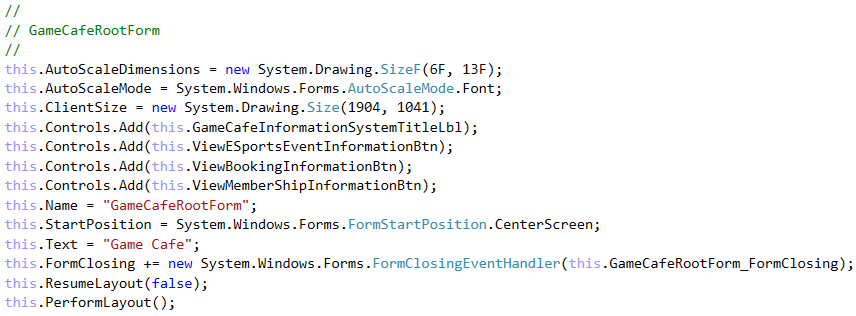 //
// GameCafeRootForm
//
this.AutoScaleDimensions = new System.Drawing.SizeF(6F, 13F);
this.AutoScaleMode = System.Windows.Forms.AutoScaleMode.Font;
this.ClientSize = new System.Drawing.Size(1904, 1041);
this.Controls.Add(this.GameCafeInformationSystemTitleLbl);
this.Controls.Add(this.ViewESportsEventInformationBtn);
this.Controls.Add(this.ViewBookingInformationBtn);
this.Controls.Add(this.ViewMemberShipInformationBtn);
this.Name = "GameCafeRootForm";
this.StartPosition = System.Windows.Forms.FormStartPosition.CenterScreen;
this.Text = "Game Cafe";
this.FormClosing += new System.Windows.Forms.FormClosingEventHandler(this.GameCafeRootForm_FormClosing);
this.ResumeLayout(false);
this.PerformLayout();